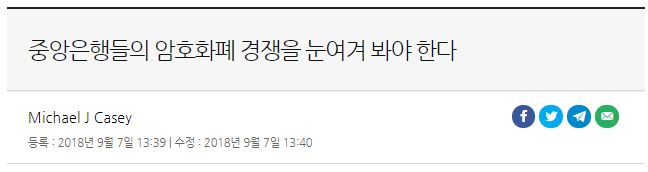 중앙은행들의 암호화폐 경쟁을 눈여겨 봐야 한다
Michael J Casey
등록 : 2018년 9월 7일 13:39 | 수정 : 2018년 9월 7일 13:40